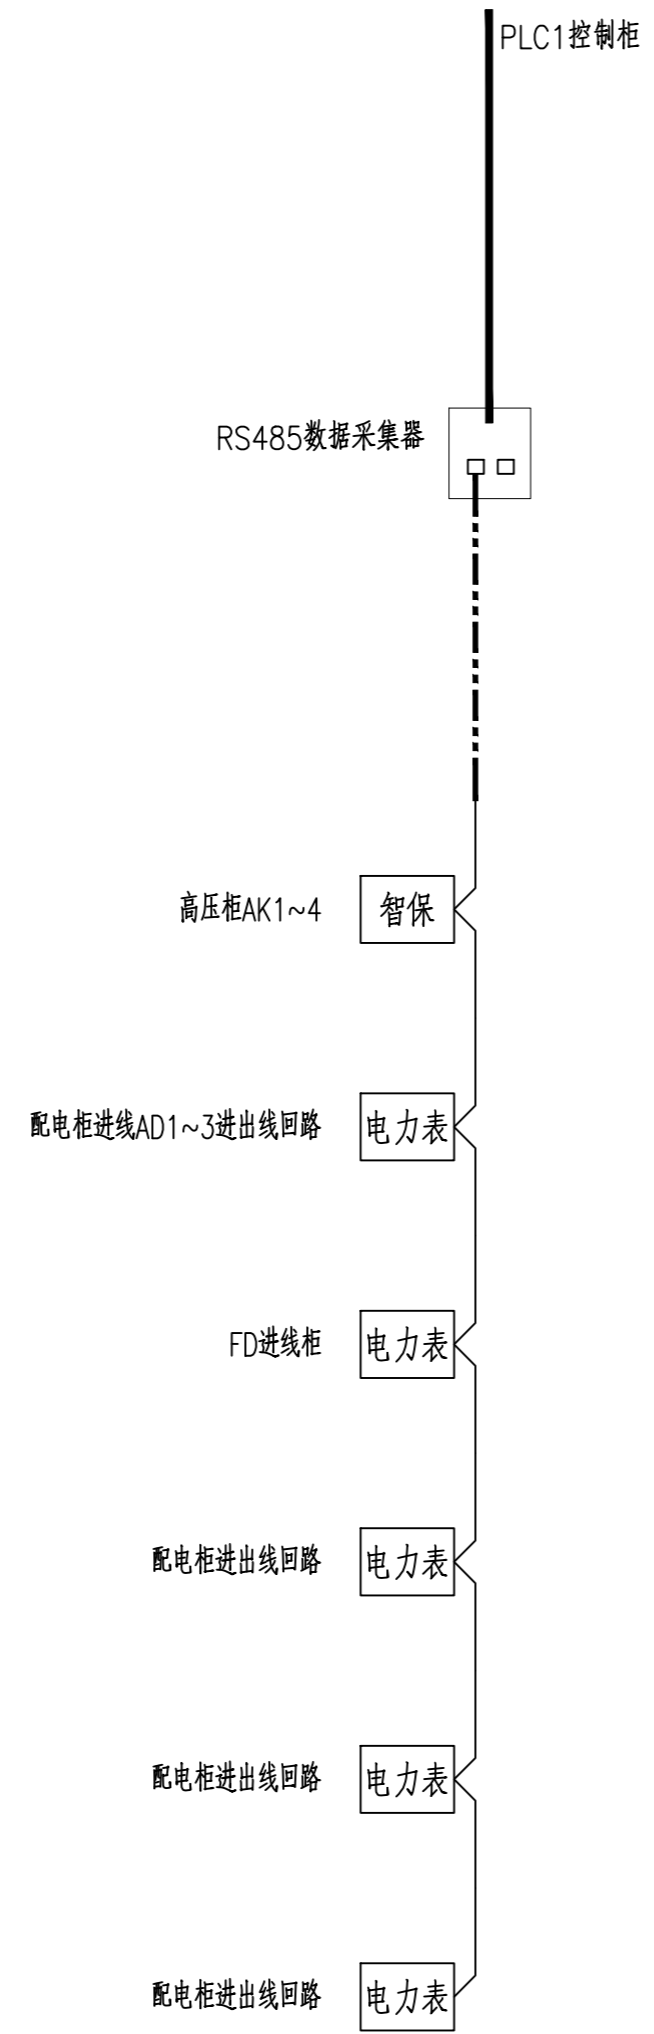 PLC1控制柜
RS485数据采集器
高压柜AK1~4 智保
配电柜进线AD1~3进出线回路 电力表
FD进线柜 电力表
配电柜进出线回路 电力表
配电柜进出线回路 电力表
配电柜进出线回路 电力表